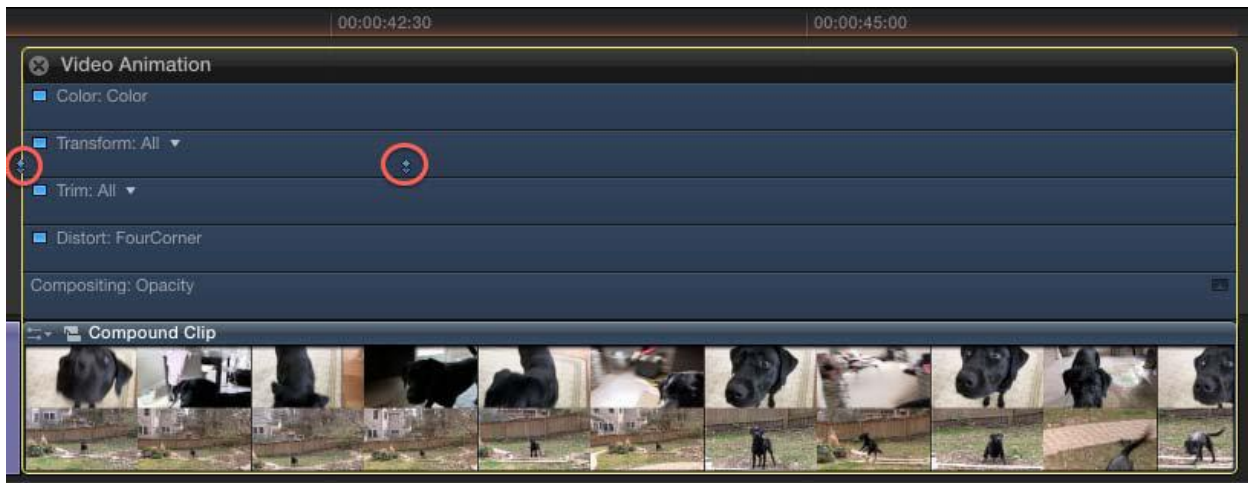 00:00:42:30
00:00:45:00
Video Animation
Color: Color
Transform: All
Trim: All
Distort: FourCorner
Compositing: Opacity
Compound Clip